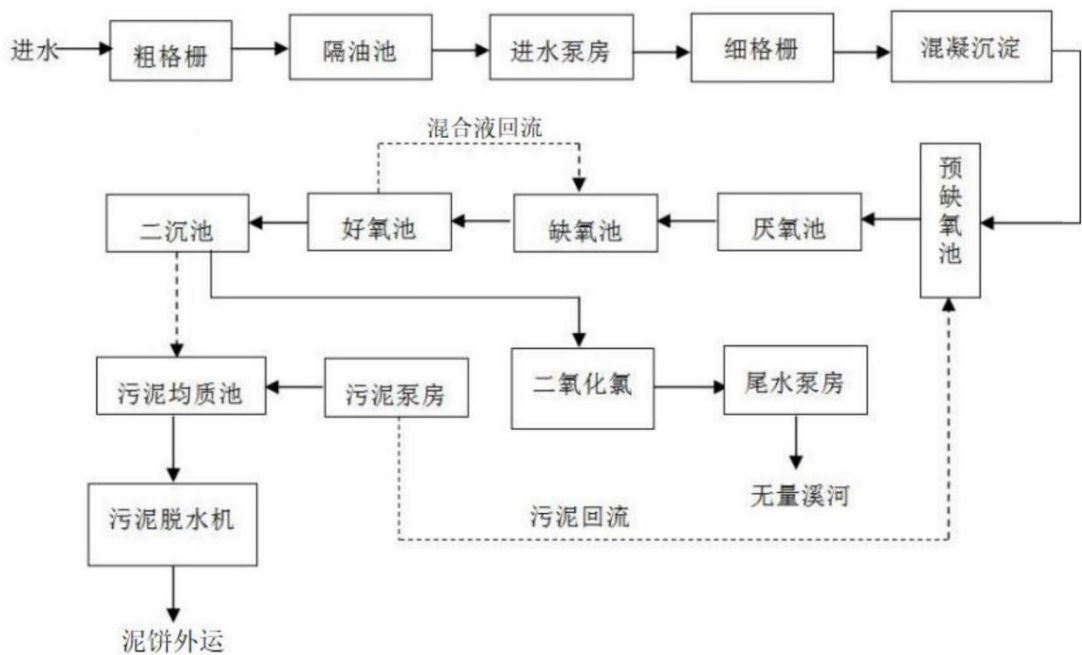 进水
粗格栅
隔油池
进水泵房
细格栅
混凝沉淀
混合液回流
二沉池
好氧池
缺氧池
厌氧池
预
缺
氧
池
污泥均质池
污泥泵房
二氧化氯
尾水泵房
无量溪河
污泥脱水机
污泥回流
泥饼外运